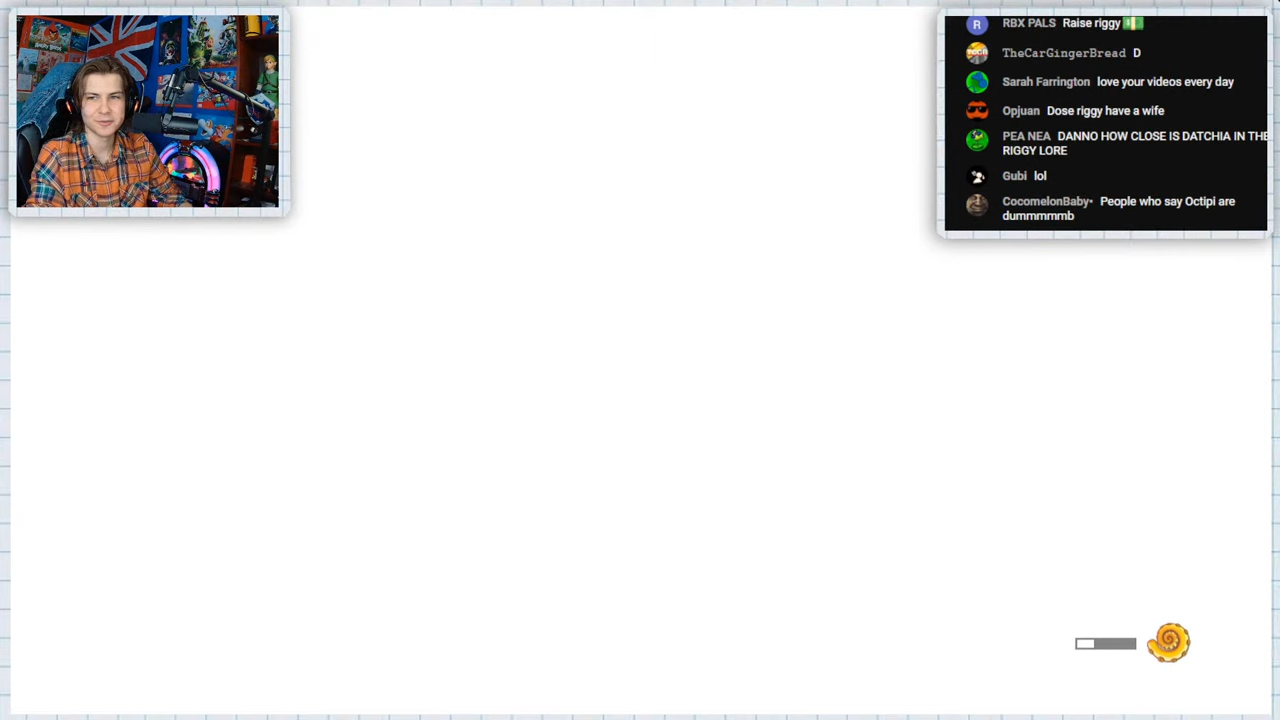 RBX PALS Raise riggy
TheCarGingerBread D
Sarah Farrington love your videos every day
Opjuan Dose riggy have a wife
PEA NEA DANNO HOW CLOSE IS DATCHIA IN THE
RIGGY LORE
Gubi lol
CocomelonBaby• People who say Octipi are
dummmmmb